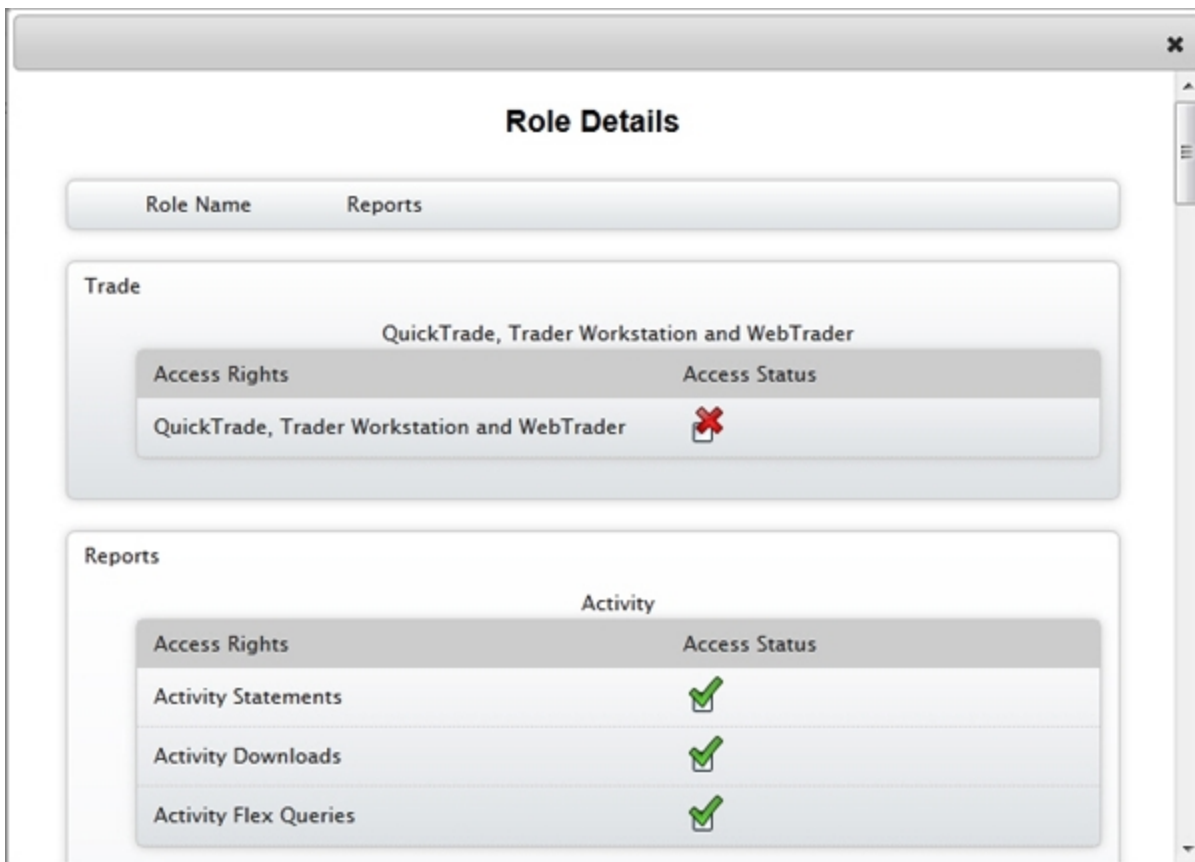 Role Details
Role Name Reports
Trade
QuickTrade, Trader Workstation and WebTrader
Access Rights Access Status
QuickTrade, Trader Workstation and WebTrader
Reports
Activity
Access Rights Access Status
Activity Statements
Activity Downloads
Activity Flex Queries